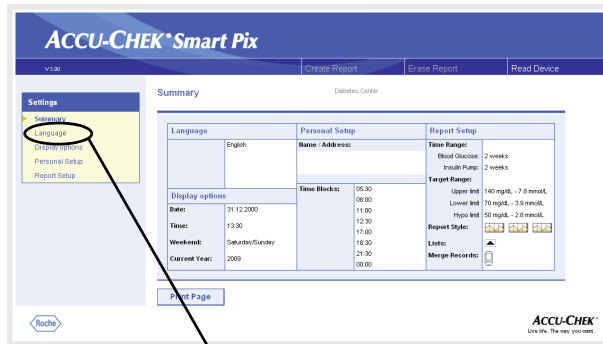 ACCU-CHEK® Smart Pix
V 3.00 Create Report Erase Report Read Device
Summary Diabetes Center
Settings
Summary
Language
Display options
Personal Setup
Report Setup
Language
English
Display options
Date: 31.12.2000
Time: 13:30
Weekend: Saturday/Sunday
Current Year: 2009
Personal Setup
Name / Address:
Time Blocks: 05:30
08:00
11:00
12:30
17:00
18:30
21:30
00:00
Report Setup
Time Range:
Blood Glucose: 2 weeks
Insulin Pump: 2 weeks
Target Range:
Upper limit 140 mg/dL - 7.8 mmol/L
Lower limit 70 mg/dL - 3.9 mmol/L
Hypo limit 50 mg/dL - 2.8 mmol/L
Report Style:
Lists:
Merge Records:
Print Page
Roche
ACCU-CHEK®
Live life. The way you want.